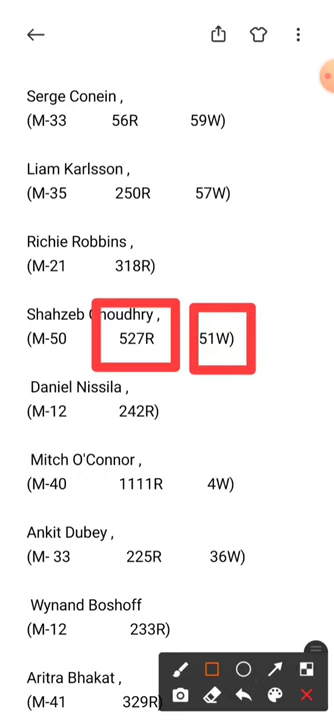 Serge Conein ,
(M-33 56R 59W)
Liam Karlsson ,
(M-35 250R 57W)
Richie Robbins ,
(M-21 318R)
Shahzeb Choudhry ,
(M-50 527R 51W)
Daniel Nissila ,
(M-12 242R)
Mitch O'Connor ,
(M-40 1111R 4W)
Ankit Dubey ,
(M- 33 225R 36W)
Wynand Boshoff
(M-12 233R)
Aritra Bhakat ,
(M-41 329R)